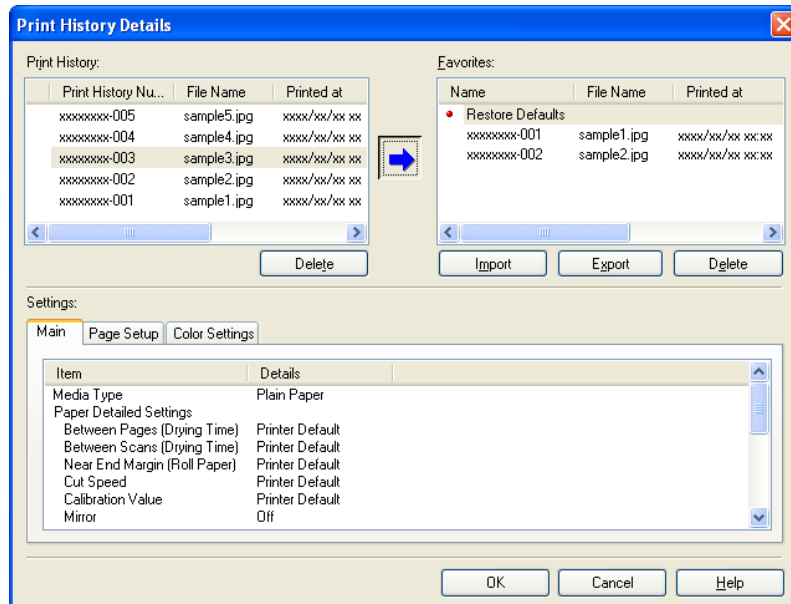 Print History Details
Print History:
Print History Nu... File Name Printed at
xxxxxxxx-005 sample5.jpg xxxx/xx/xx xx
xxxxxxxx-004 sample4.jpg xxxx/xx/xx xx
xxxxxxxx-003 sample3.jpg xxxx/xx/xx xx
xxxxxxxx-002 sample2.jpg xxxx/xx/xx xx
xxxxxxxx-001 sample1.jpg xxxx/xx/xx xx
Delete
Favorites:
Name File Name Printed at
Restore Defaults
xxxxxxxx-001 sample1.jpg xxxx/xx/xx xx:xx
xxxxxxxx-002 sample2.jpg xxxx/xx/xx xx:xx
Import Export Delete
Settings:
Main Page Setup Color Settings
Item Details
Media Type Plain Paper
Paper Detailed Settings
Between Pages (Drying Time) Printer Default
Between Scans (Drying Time) Printer Default
Near End Margin (Roll Paper) Printer Default
Cut Speed Printer Default
Calibration Value Printer Default
Mirror Off
OK Cancel Help